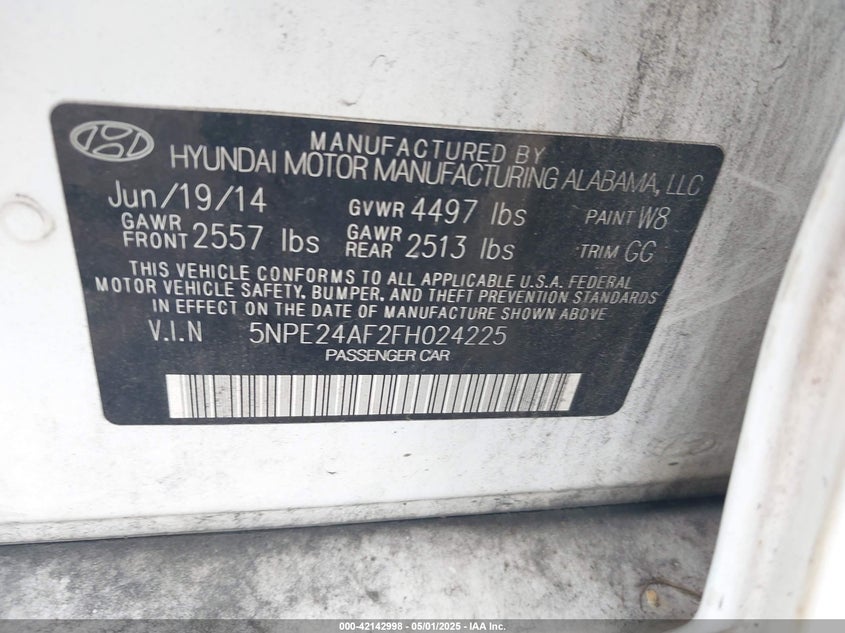 MANUFACTURED BY
HYUNDAI MOTOR MANUFACTURING ALABAMA, LLC
Jun/19/14 GVWR 4497 lbs PAINT W8
GAWR FRONT 2557 lbs GAWR REAR 2513 lbs TRIM GG
THIS VEHICLE CONFORMS TO ALL APPLICABLE U.S.A. FEDERAL
MOTOR VEHICLE SAFETY, BUMPER, AND THEFT PREVENTION STANDARDS
IN EFFECT ON THE DATE OF MANUFACTURE SHOWN ABOVE
V.I.N 5NPE24AF2FH024225
PASSENGER CAR
000-42142998 - 05/01/2025 - IAA Inc.